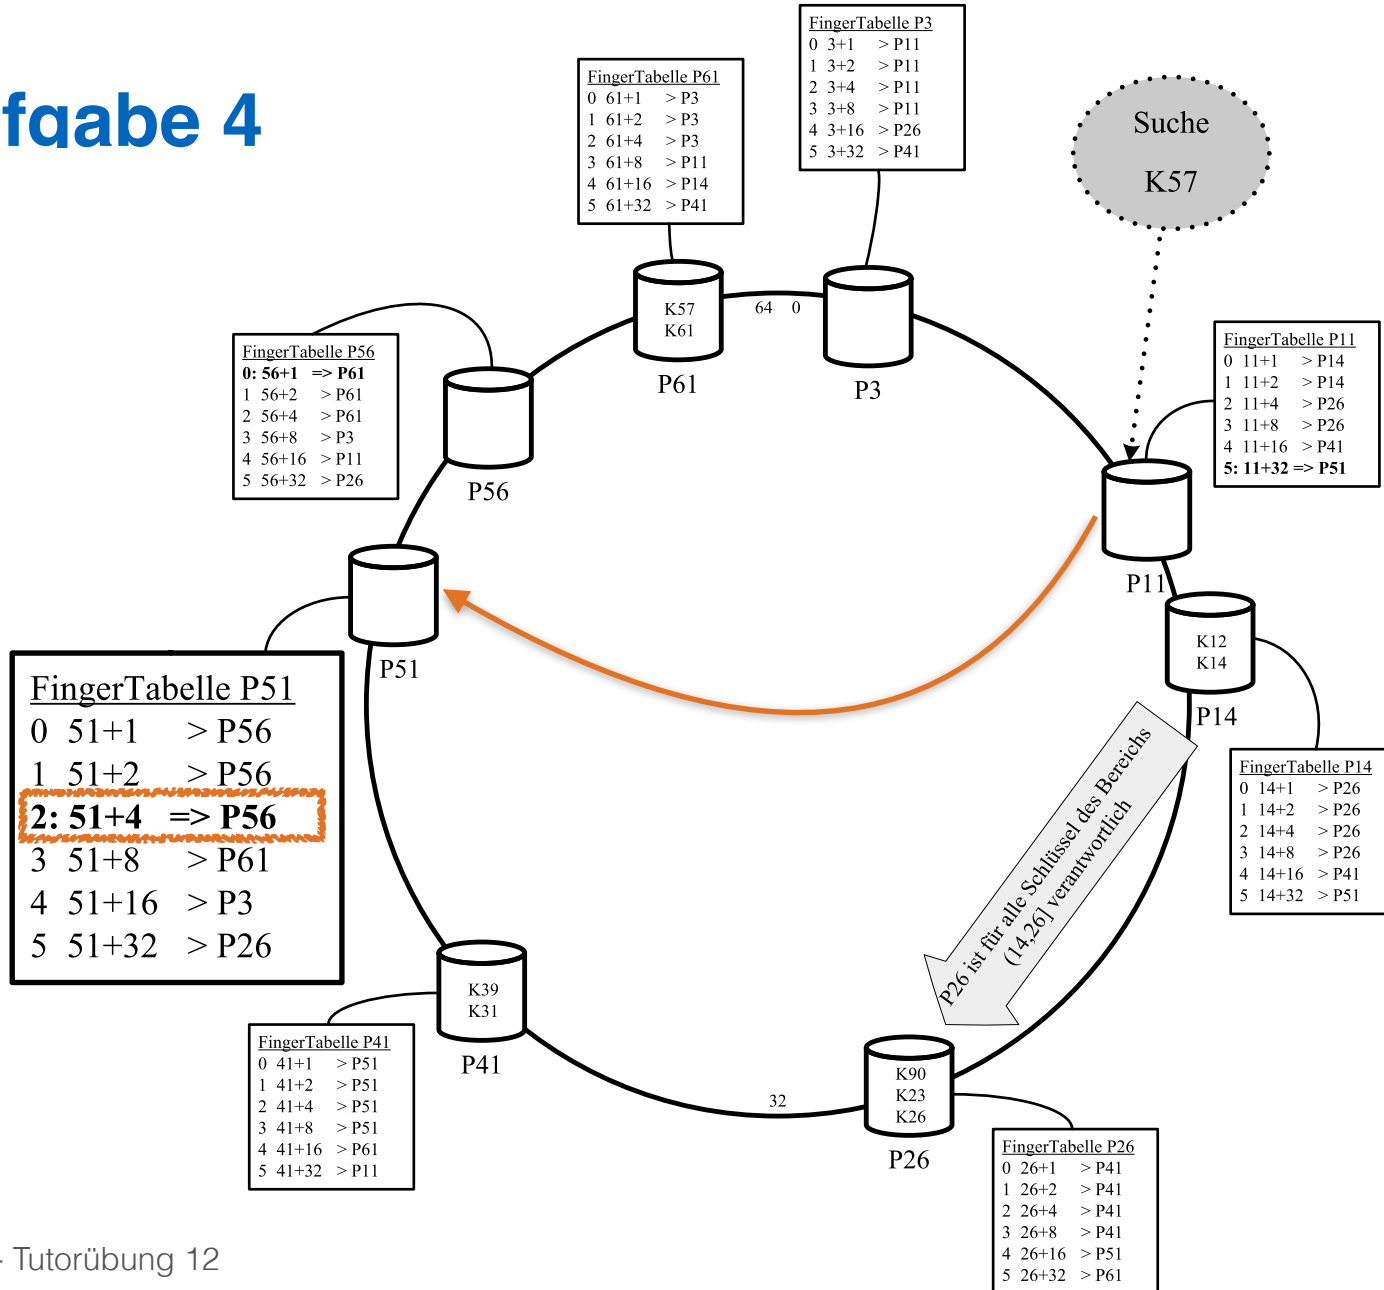 fgabe 4
FingerTabelle P3
0 3+1 > P11
1 3+2 > P11
2 3+4 > P11
3 3+8 > P11
4 3+16 > P26
5 3+32 > P41
FingerTabelle P61
0 61+1 > P3
1 61+2 > P3
2 61+4 > P3
3 61+8 > P11
4 61+16 > P14
5 61+32 > P41
Suche
K57
K57
K61
P61
64 0
P3
FingerTabelle P56
0: 56+1 => P61
1 56+2 > P61
2 56+4 > P61
3 56+8 > P3
4 56+16 > P11
5 56+32 > P26
P56
FingerTabelle P11
0 11+1 > P14
1 11+2 > P14
2 11+4 > P26
3 11+8 > P26
4 11+16 > P41
5: 11+32 => P51
P11
K12
K14
P14
P51
FingerTabelle P51
0 51+1 > P56
1 51+2 > P56
2: 51+4 => P56
3 51+8 > P61
4 51+16 > P3
5 51+32 > P26
FingerTabelle P14
0 14+1 > P26
1 14+2 > P26
2 14+4 > P26
3 14+8 > P26
4 14+16 > P41
5 14+32 > P51
P26 ist für alle Schlüssel des Bereichs
(14,26] verantwortlich
K39
K31
P41
FingerTabelle P41
0 41+1 > P51
1 41+2 > P51
2 41+4 > P51
3 41+8 > P51
4 41+16 > P61
5 41+32 > P11
32
K90
K23
K26
P26
FingerTabelle P26
0 26+1 > P41
1 26+2 > P41
2 26+4 > P41
3 26+8 > P41
4 26+16 > P51
5 26+32 > P61
- Tutorübung 12